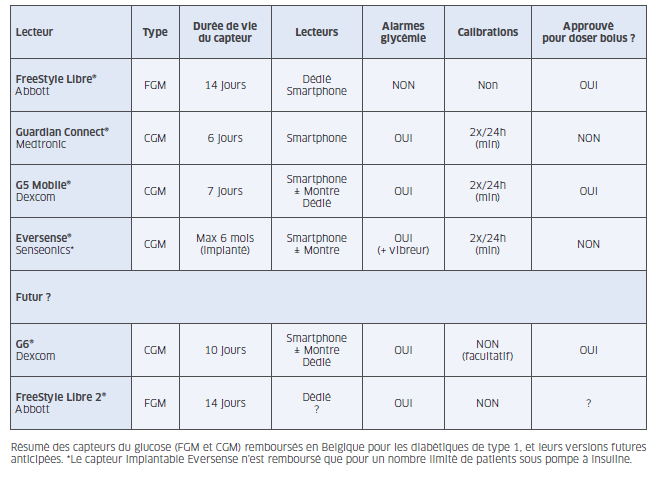 Lecteur
Type
Durée de vie
du capteur
Lecteurs
Alarmes
glycémie
Calibrations
Approuvé
pour doser bolus ?
FreeStyle Libre®
Abbott
FGM
14 jours
Dédié
Smartphone
NON
Non
OUI
Guardian Connect®
Medtronic
CGM
6 jours
Smartphone
OUI
2x/24h
(min)
NON
G5 Mobile®
Dexcom
CGM
7 jours
Smartphone
± Montre
Dédié
OUI
2x/24h
(min)
OUI
Eversense®
Senseonics*
CGM
Max 6 mois
(implanté)
Smartphone
± Montre
OUI
(+ vibreur)
2x/24h
(min)
NON
Futur ?
G6®
Dexcom
CGM
10 jours
Smartphone
± Montre
Dédié
OUI
NON
(facultatif)
OUI
FreeStyle Libre 2®
Abbott
FGM
14 jours
Dédié
?
OUI
NON
?
Résumé des capteurs du glucose (FGM et CGM) remboursés en Belgique pour les diabétiques de type 1, et leurs versions futures
anticipées. *Le capteur implantable Eversense n'est remboursé que pour un nombre limité de patients sous pompe à insuline.